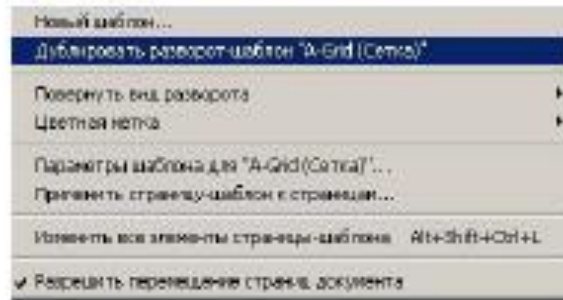 Новый шаблон...
Дублировать разворот-шаблон "A-Grid (Сетка)"
Повернуть вид разворота
Цветная метка
Параметры шаблона для "A-Grid (Сетка)"...
Применить страницу-шаблон к страницам...
Изменить все элементы страницы-шаблона Alt+Shift+Ctrl+L
Разрешить перемещение страниц документа